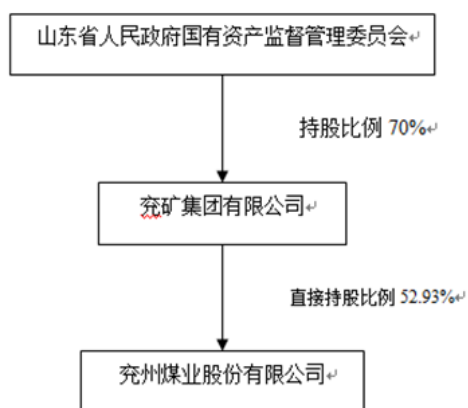 山东省人民政府国有资产监督管理委员会
持股比例 70%
兖矿集团有限公司
直接持股比例 52.93%
兖州煤业股份有限公司